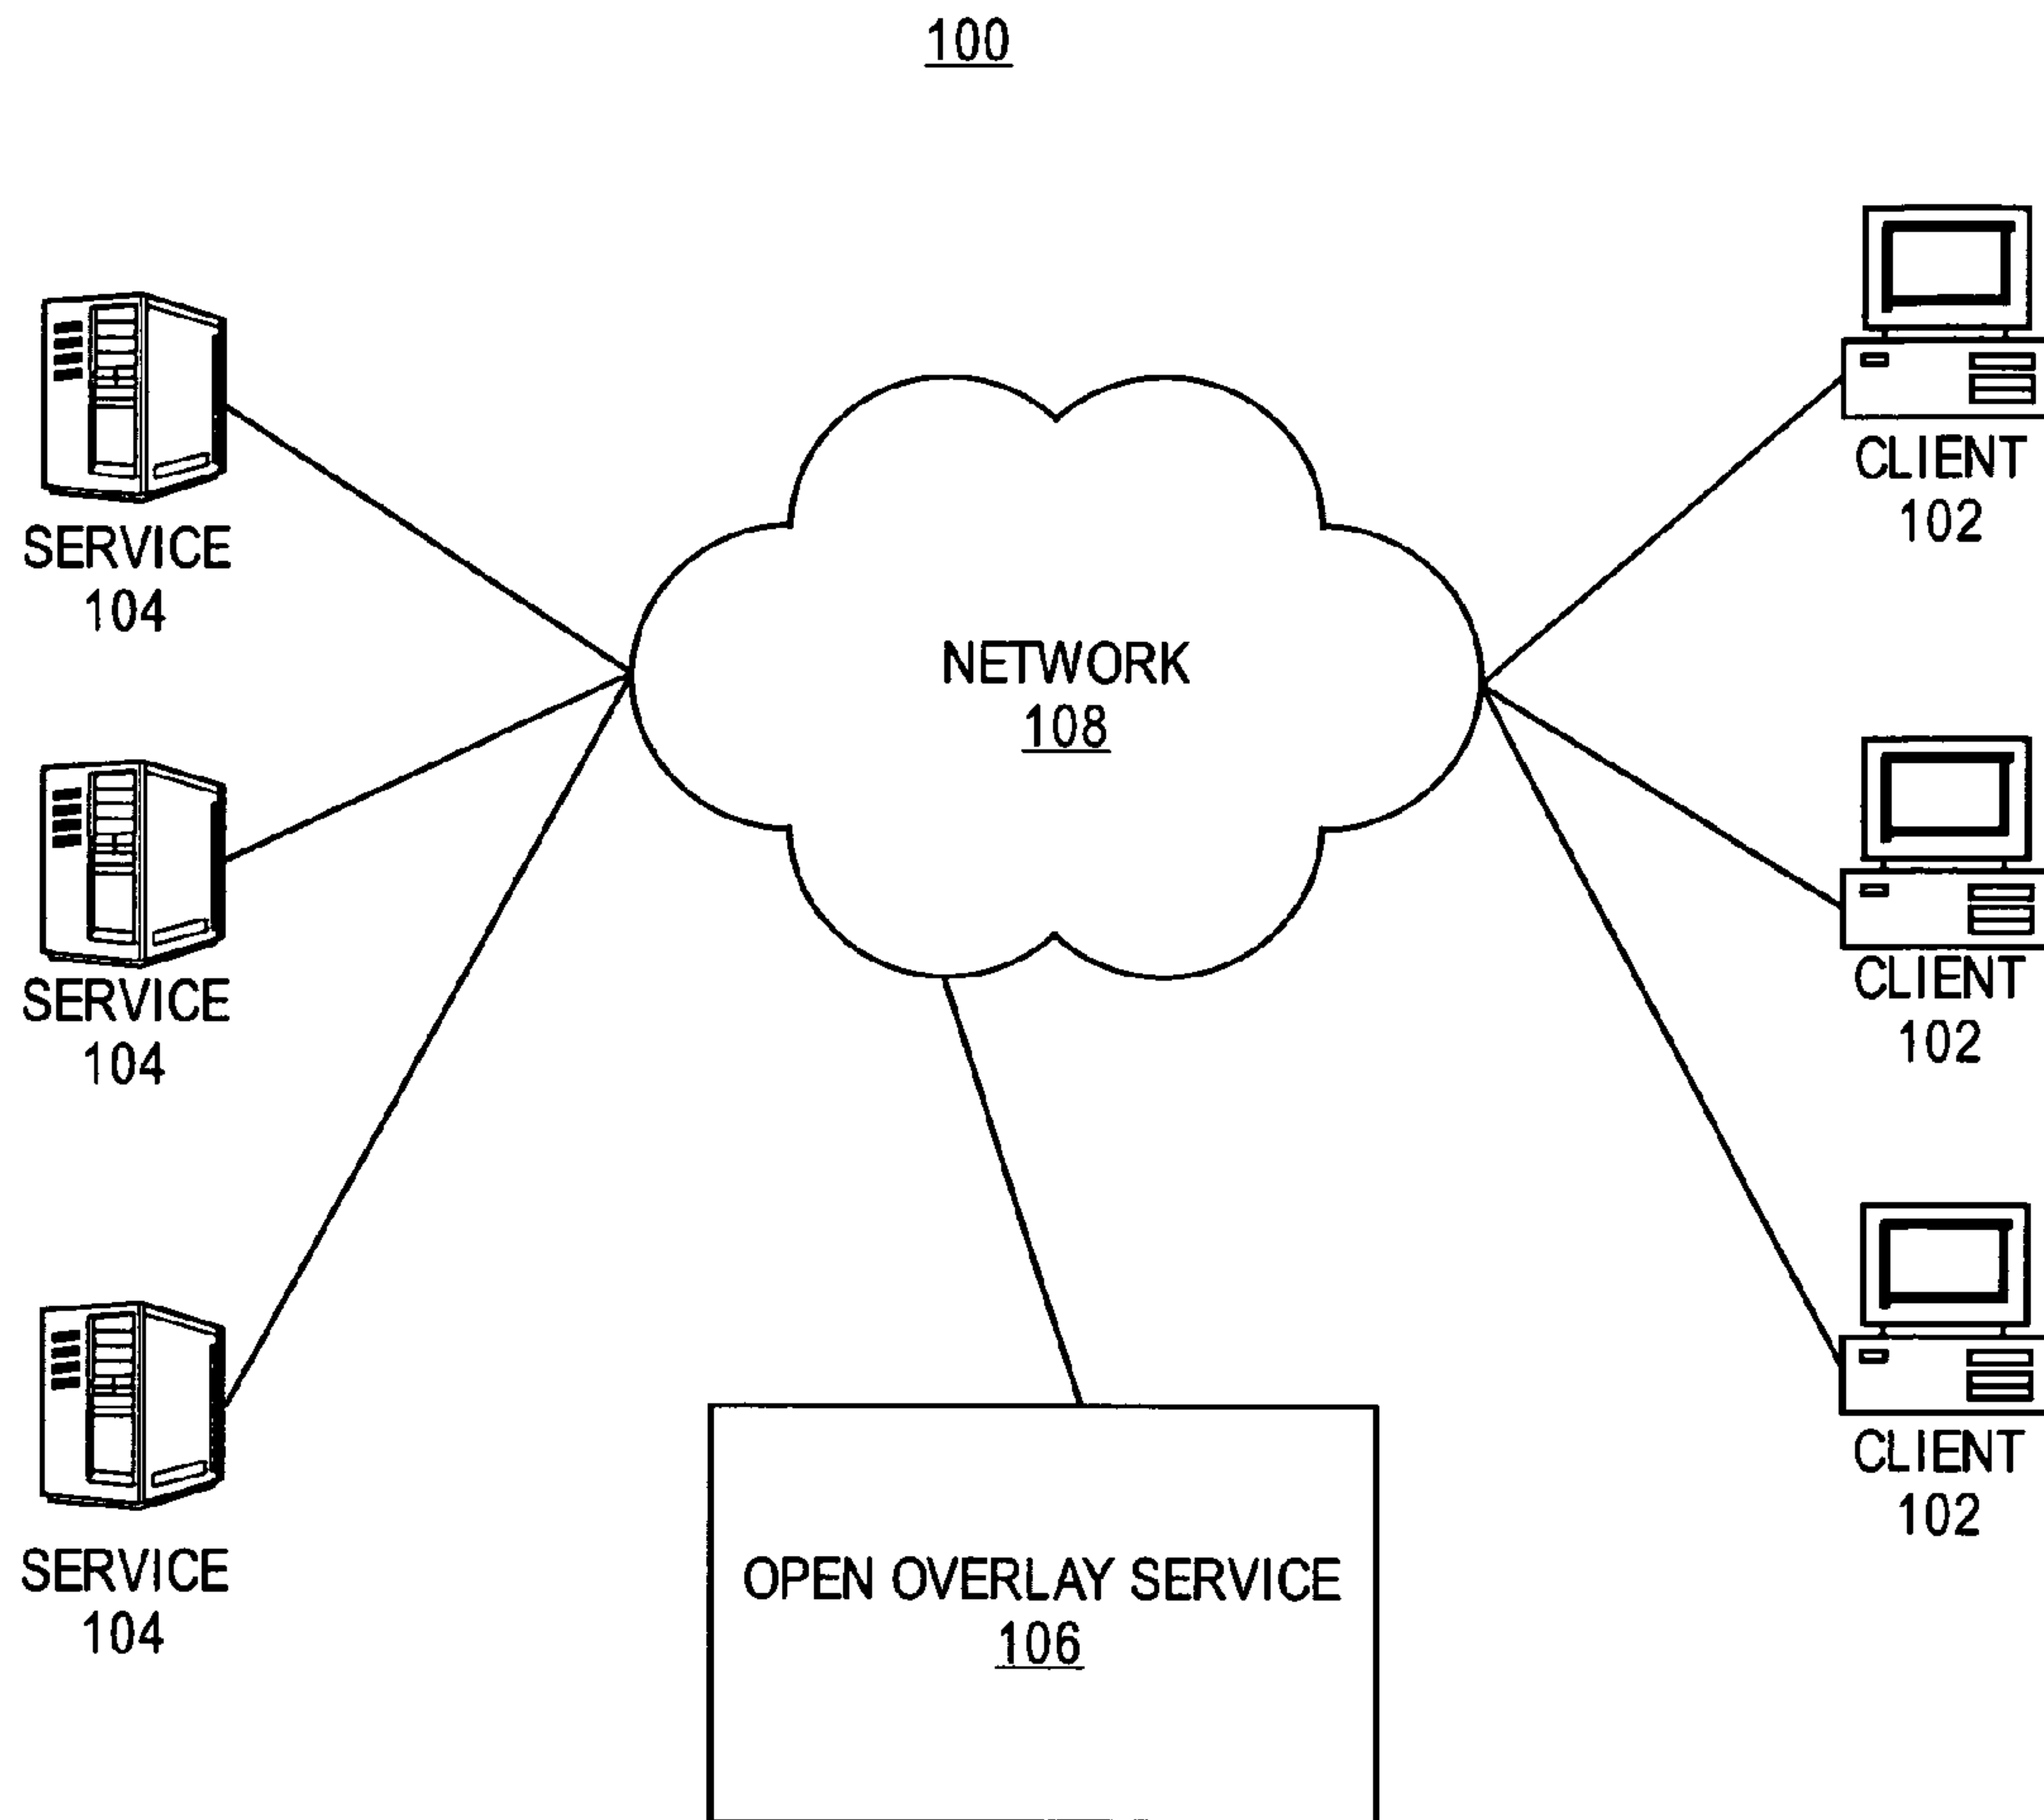 100
SERVICE
104
SERVICE
104
SERVICE
104
NETWORK
108
OPEN OVERLAY SERVICE
106
CLIENT
102
CLIENT
102
CLIENT
102